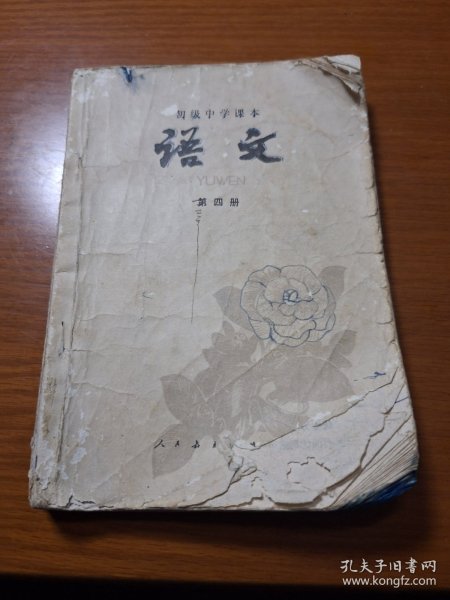 初级中学课本
语文
YUWEN
第四册
人民教育出版社
孔夫子旧书网
www.kongfz.com